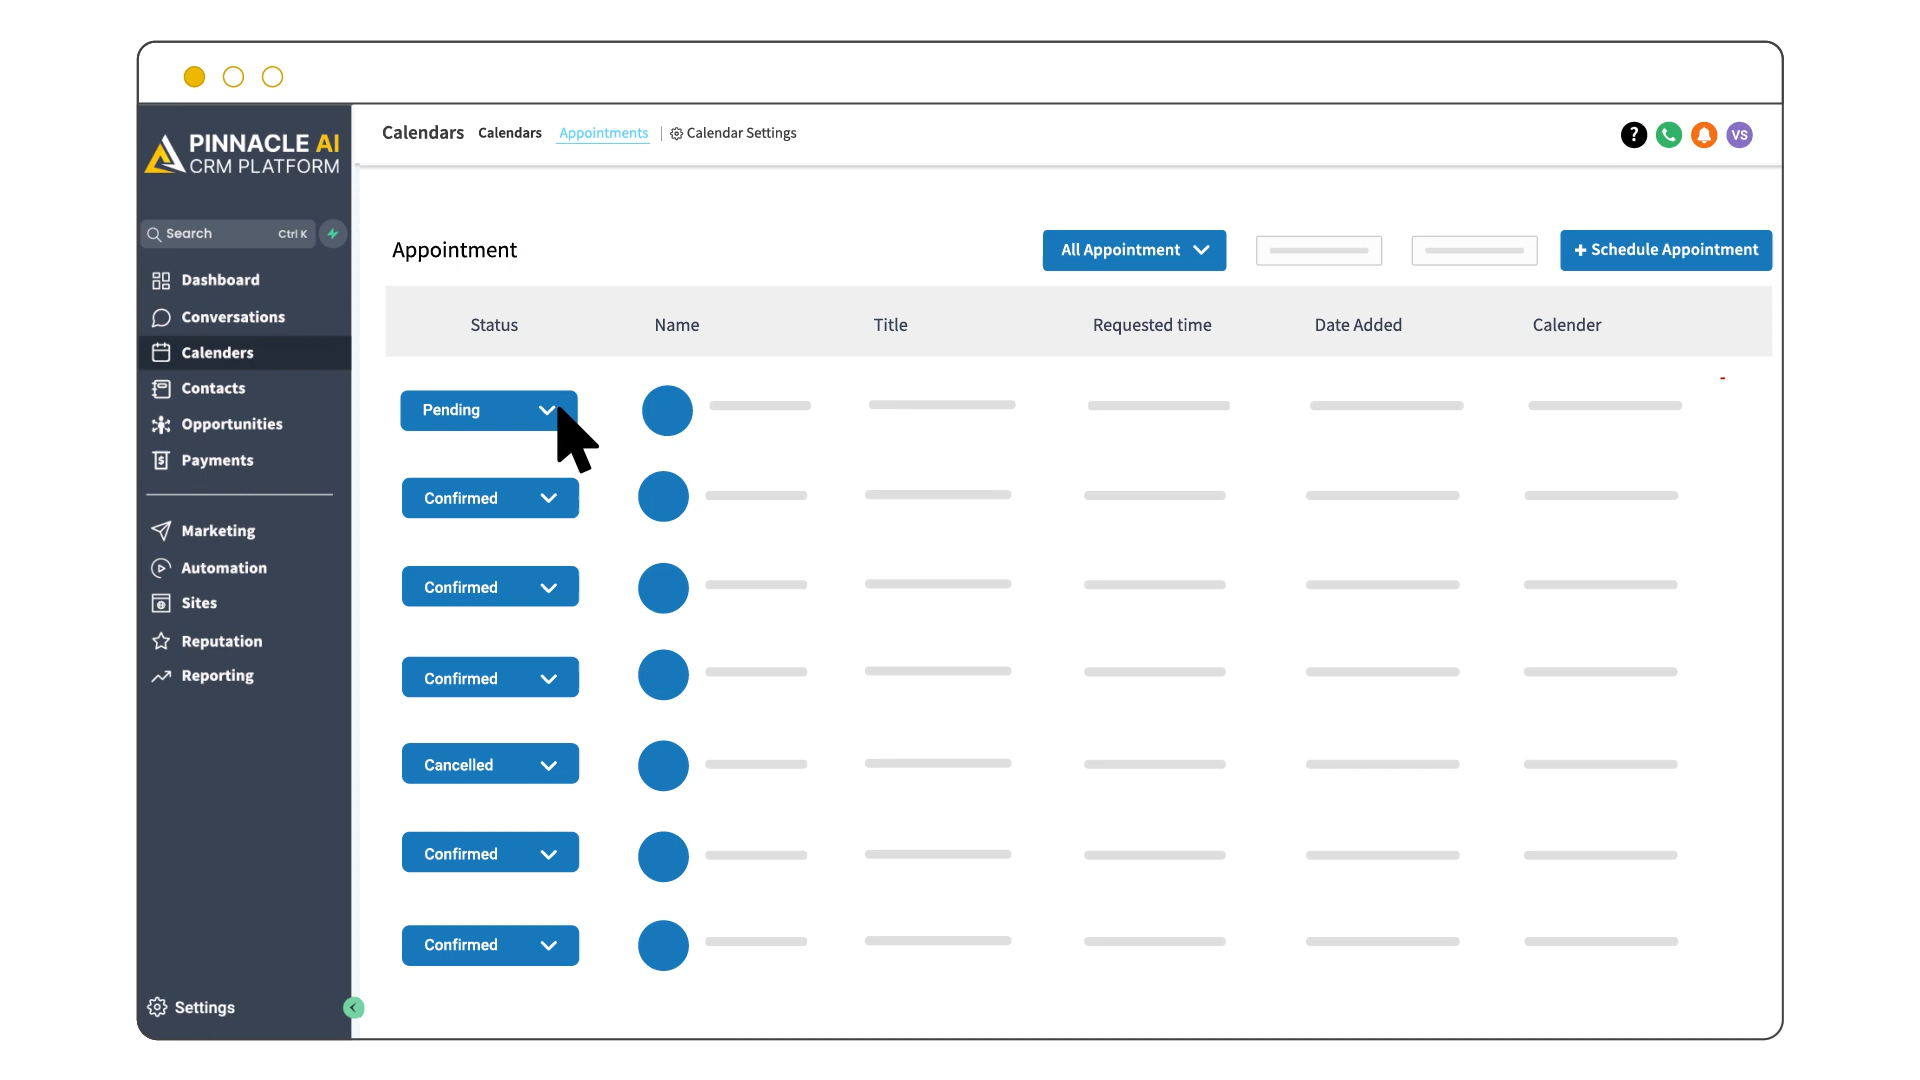 PINNACLE AI
CRM PLATFORM
Calendars Calendars Appointments | Calendar Settings
? VS
Search Ctrl K
Dashboard
Conversations
Calenders
Contacts
Opportunities
Payments
Marketing
Automation
Sites
Reputation
Reporting
Settings
Appointment
All Appointment
+ Schedule Appointment
Status Name Title Requested time Date Added Calender
Pending
Confirmed
Confirmed
Confirmed
Cancelled
Confirmed
Confirmed